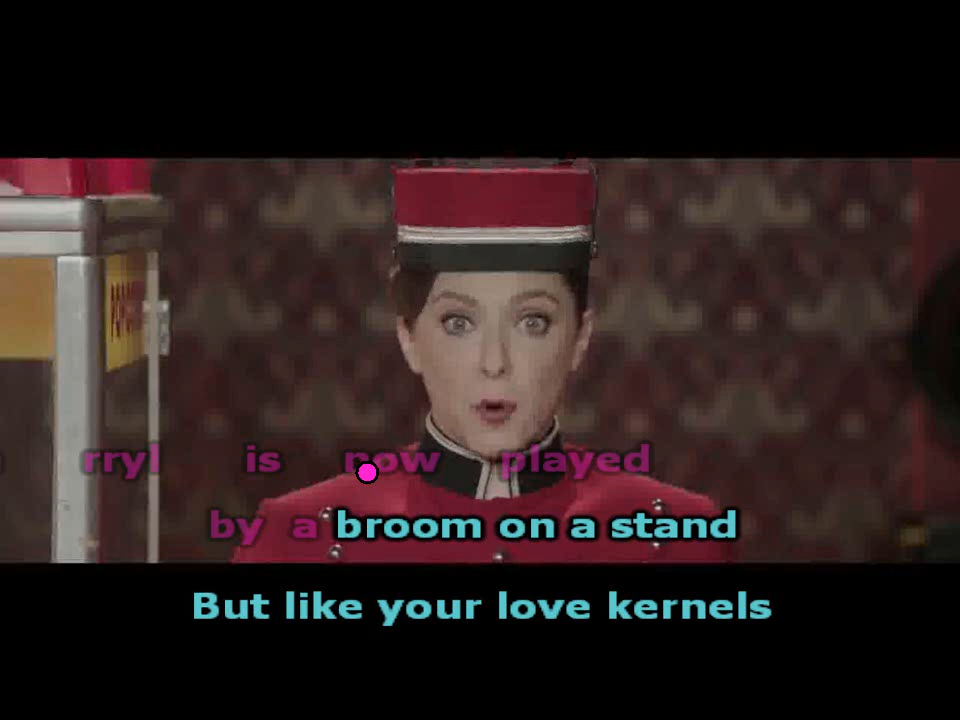 rryl is now played
by a broom on a stand
But like your love kernels